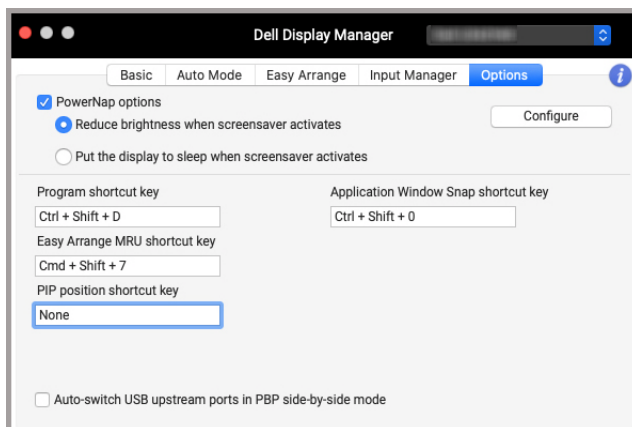 Dell Display Manager
Basic Auto Mode Easy Arrange Input Manager Options i
PowerNap options
Configure
Reduce brightness when screensaver activates
Put the display to sleep when screensaver activates
Program shortcut key Application Window Snap shortcut key
Ctrl + Shift + D Ctrl + Shift + 0
Easy Arrange MRU shortcut key
Cmd + Shift + 7
PIP position shortcut key
None
Auto-switch USB upstream ports in PBP side-by-side mode